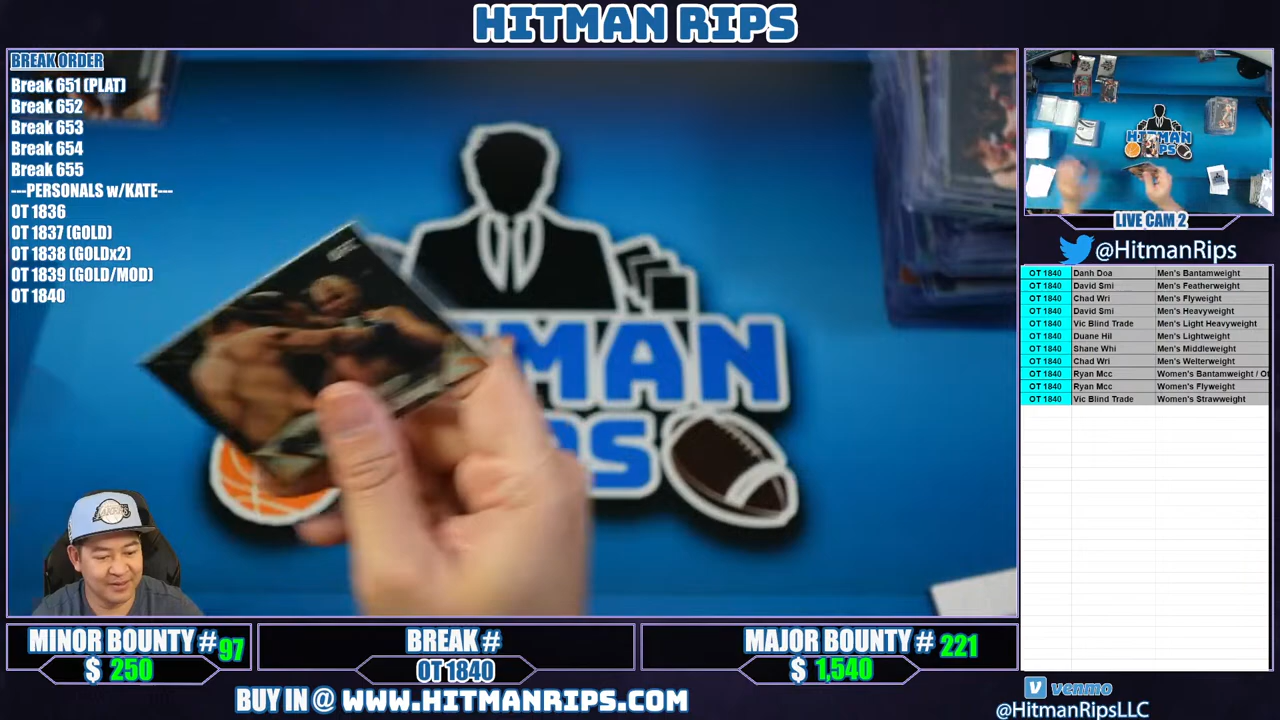 HITMAN RIPS
BREAK ORDER
Break 651 (PLAT)
Break 652
Break 653
Break 654
Break 655
---PERSONALS w/KATE---
OT 1836
OT 1837 (GOLD)
OT 1838 (GOLDx2)
OT 1839 (GOLD/MOD)
OT 1840
LIVE CAM 2
@HitmanRips
OT 1840 Danh Doa Men's Bantamweight
OT 1840 David Smi Men's Featherweight
OT 1840 Chad Wri Men's Flyweight
OT 1840 David Smi Men's Heavyweight
OT 1840 Vic Blind Trade Men's Light Heavyweight
OT 1840 Duane Hil Men's Lightweight
OT 1840 Shane Whi Men's Middleweight
OT 1840 Chad Wri Men's Welterweight
OT 1840 Ryan Mcc Women's Bantamweight / Ot
OT 1840 Ryan Mcc Women's Flyweight
OT 1840 Vic Blind Trade Women's Strawweight
MINOR BOUNTY # 97
$ 250
BREAK #
OT 1840
MAJOR BOUNTY # 221
$ 1,540
BUY IN @ WWW.HITMANRIPS.COM
venmo
@HitmanRipsLLC